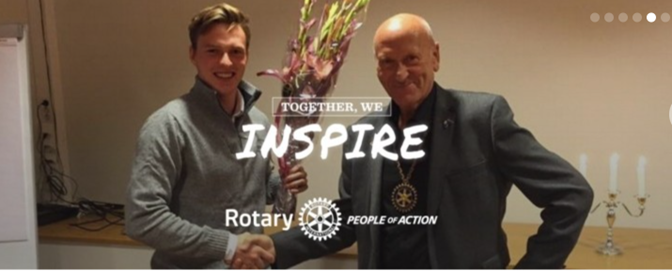 TOGETHER, WE
INSPIRE
Rotary PEOPLE OF ACTION